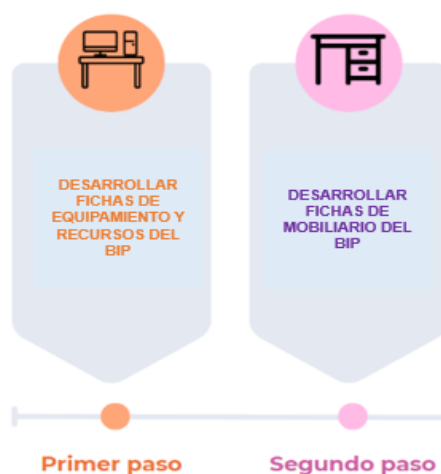 DESARROLLAR
FICHAS DE
EQUIPAMIENTO Y
RECURSOS DEL
BIP
DESARROLLAR
FICHAS DE
MOBILIARIO DEL
BIP
Primer paso
Segundo paso